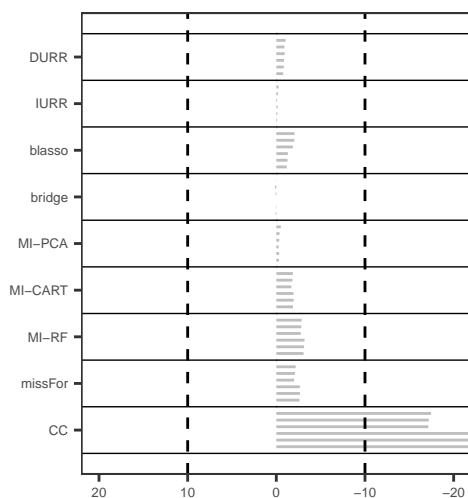 DURR
IURR
blasso
bridge
MI−PCA
MI−CART
MI−RF
missFor
CC
20 10 0 −10 −20